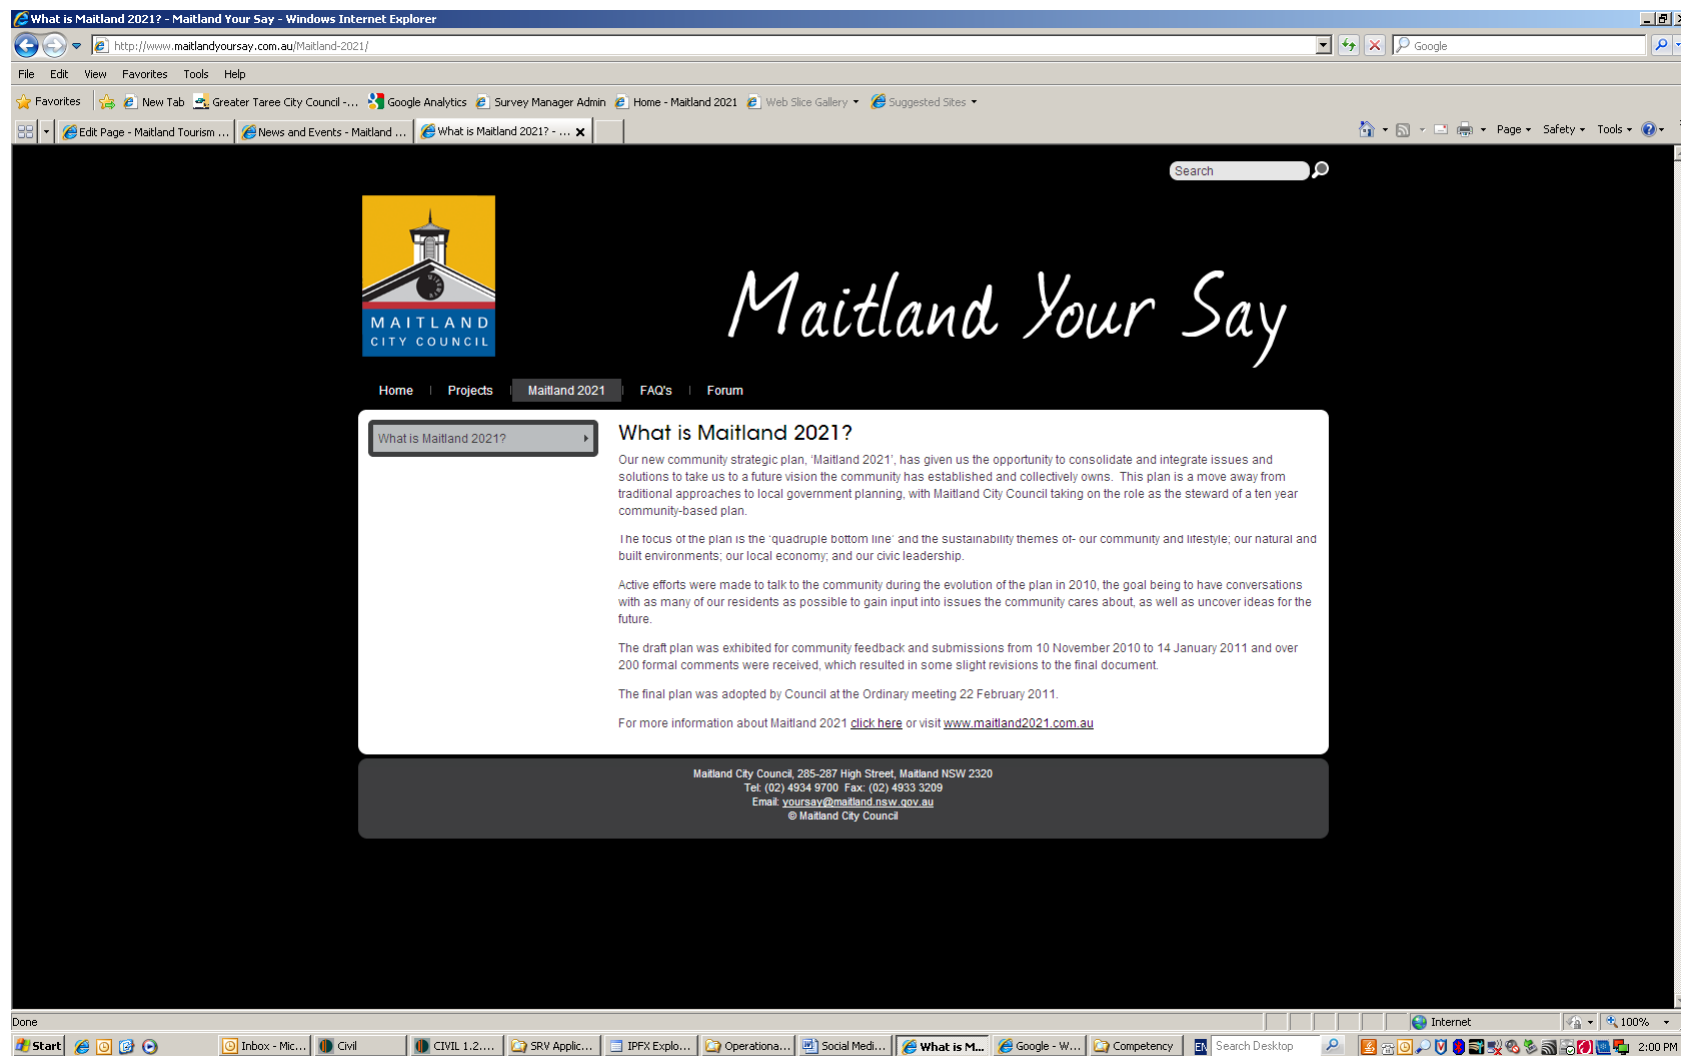 What is Maitland 2021? - Maitland Your Say - Windows Internet Explorer
http://www.maitlandyoursay.com.au/Maitland-2021/
Google
File Edit View Favorites Tools Help
Favorites New Tab Greater Taree City Council -... Google Analytics Survey Manager Admin Home - Maitland 2021 Web Slice Gallery Suggested Sites
Edit Page - Maitland Tourism ... News and Events - Maitland ... What is Maitland 2021? - ... Page Safety Tools
Search
MAITLAND
CITY COUNCIL
Maitland Your Say
Home Projects Maitland 2021 FAQ's Forum
What is Maitland 2021?
What is Maitland 2021?
Our new community strategic plan, 'Maitland 2021', has given us the opportunity to consolidate and integrate issues and
solutions to take us to a future vision the community has established and collectively owns. This plan is a move away from
traditional approaches to local government planning, with Maitland City Council taking on the role as the steward of a ten year
community-based plan.
The focus of the plan is the 'quadruple bottom line' and the sustainability themes of- our community and lifestyle; our natural and
built environments; our local economy; and our civic leadership.
Active efforts were made to talk to the community during the evolution of the plan in 2010, the goal being to have conversations
with as many of our residents as possible to gain input into issues the community cares about, as well as uncover ideas for the
future.
The draft plan was exhibited for community feedback and submissions from 10 November 2010 to 14 January 2011 and over
200 formal comments were received, which resulted in some slight revisions to the final document.
The final plan was adopted by Council at the Ordinary meeting 22 February 2011.
For more information about Maitland 2021 click here or visit www.maitland2021.com.au
Maitland City Council, 285-287 High Street, Maitland NSW 2320
Tel: (02) 4934 9700 Fax: (02) 4933 3209
Email: yoursay@maitland.nsw.gov.au
© Maitland City Council
Done Internet 100%
Start Inbox - Mic... Civil CIVIL 1.2.... SRV Applic... IPFX Explo... Operationa... Social Medi... What is M... Google - W... Competency EN Search Desktop 2:00 PM